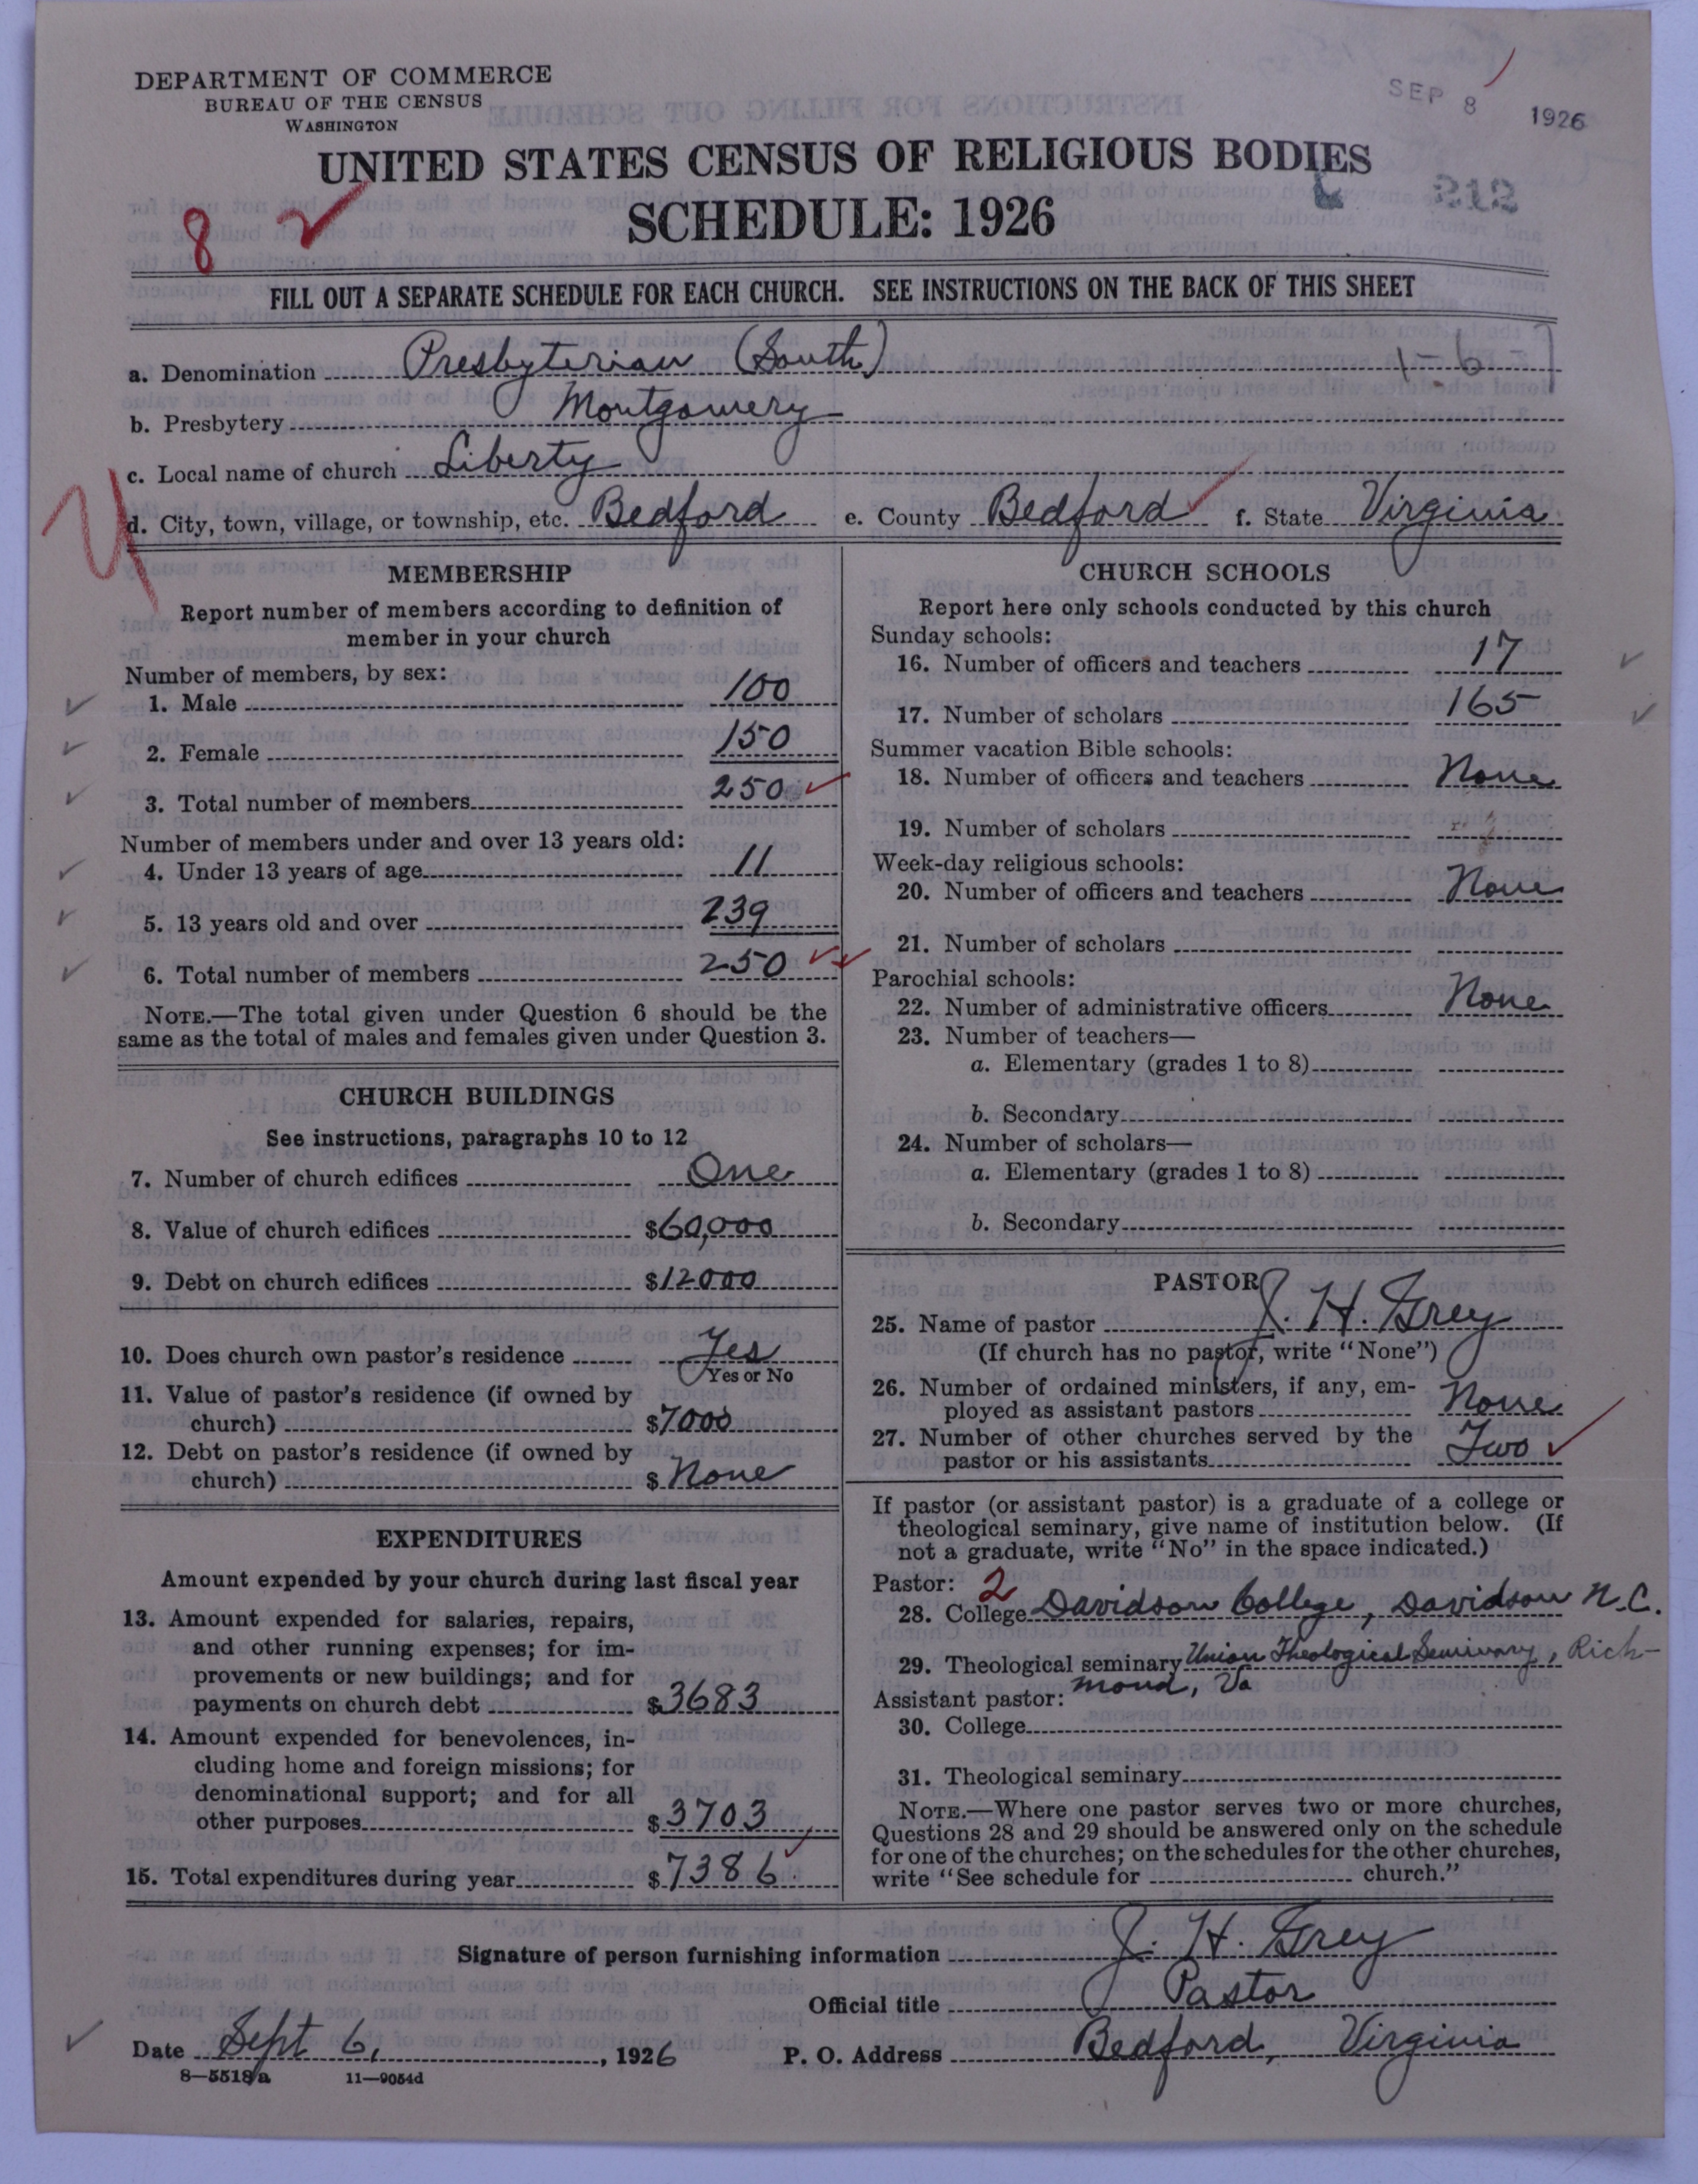 DEPARTMENT OF COMMERCE
BUREAU OF THE CENSUS
WASHINGTON
SEP 8 1926
UNITED STATES CENSUS OF RELIGIOUS BODIES
SCHEDULE: 1926
212
8
FILL OUT A SEPARATE SCHEDULE FOR EACH CHURCH. SEE INSTRUCTIONS ON THE BACK OF THIS SHEET
a. Denomination Presbyterian (South) 1-6-7
b. Presbytery Montgomery
c. Local name of church Liberty
d. City, town, village, or township, etc. Bedford e. County Bedford f. State Virginia
MEMBERSHIP
Report number of members according to definition of
member in your church
Number of members, by sex:
1. Male 100
2. Female 150
3. Total number of members 250
Number of members under and over 13 years old:
4. Under 13 years of age 11
5. 13 years old and over 239
6. Total number of members 250
NOTE.—The total given under Question 6 should be the
same as the total of males and females given under Question 3.
CHURCH BUILDINGS
See instructions, paragraphs 10 to 12
7. Number of church edifices One
8. Value of church edifices $60,000
9. Debt on church edifices $12000
10. Does church own pastor's residence Yes
Yes or No
11. Value of pastor's residence (if owned by
church) $7000
12. Debt on pastor's residence (if owned by
church) $ None
EXPENDITURES
Amount expended by your church during last fiscal year
13. Amount expended for salaries, repairs,
and other running expenses; for im-
provements or new buildings; and for
payments on church debt $3683
14. Amount expended for benevolences, in-
cluding home and foreign missions; for
denominational support; and for all
other purposes $3703
15. Total expenditures during year $7386
CHURCH SCHOOLS
Report here only schools conducted by this church
Sunday schools:
16. Number of officers and teachers 17
17. Number of scholars 165
Summer vacation Bible schools:
18. Number of officers and teachers None
19. Number of scholars
Week-day religious schools:
20. Number of officers and teachers None
21. Number of scholars
Parochial schools:
22. Number of administrative officers None
23. Number of teachers—
a. Elementary (grades 1 to 8)
b. Secondary
24. Number of scholars—
a. Elementary (grades 1 to 8)
b. Secondary
PASTOR
25. Name of pastor J. H. Grey
(If church has no pastor, write "None")
26. Number of ordained ministers, if any, em-
ployed as assistant pastors None
27. Number of other churches served by the
pastor or his assistants Two
If pastor (or assistant pastor) is a graduate of a college or
theological seminary, give name of institution below. (If
not a graduate, write "No" in the space indicated.)
Pastor: 2
28. College Davidson College, Davidson N.C.
29. Theological seminary Union Theological Seminary, Rich-
mond, Va
Assistant pastor:
30. College
31. Theological seminary
NOTE.—Where one pastor serves two or more churches,
Questions 28 and 29 should be answered only on the schedule
for one of the churches; on the schedules for the other churches,
write "See schedule for church."
Signature of person furnishing information J. H. Grey
Official title Pastor
Date Sept 6, 1926 P. O. Address Bedford, Virginia
8—5518a 11—9054d